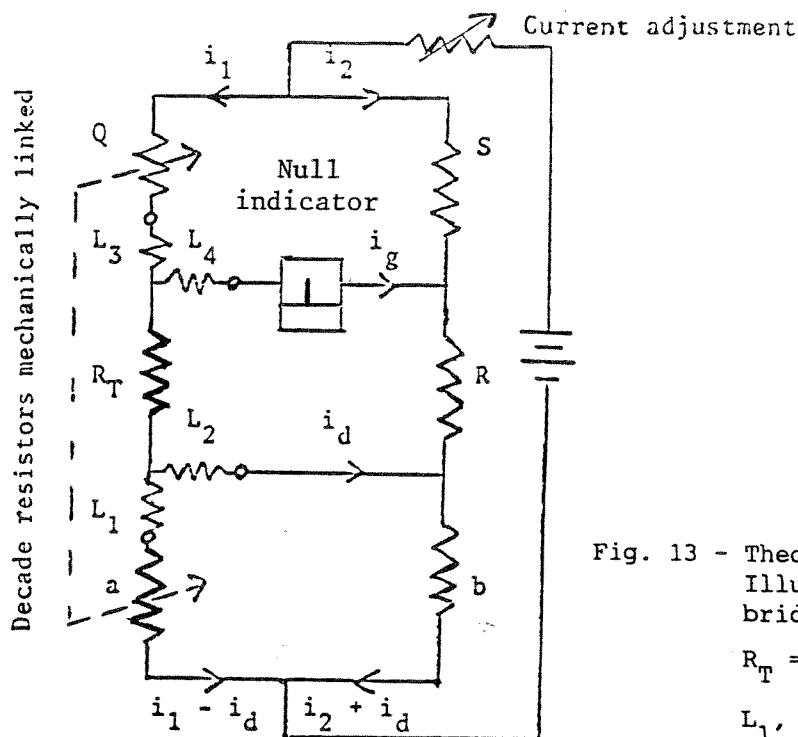 Current adjustment
i1 i2
Decade resistors mechanically linked
Q
S
Null
indicator
L3 L4
ig
RT
R
L2
id
L1
a
b
Fig. 13 - Theo
Illu
brid
RT =
i1 - id i2 + id
L1,